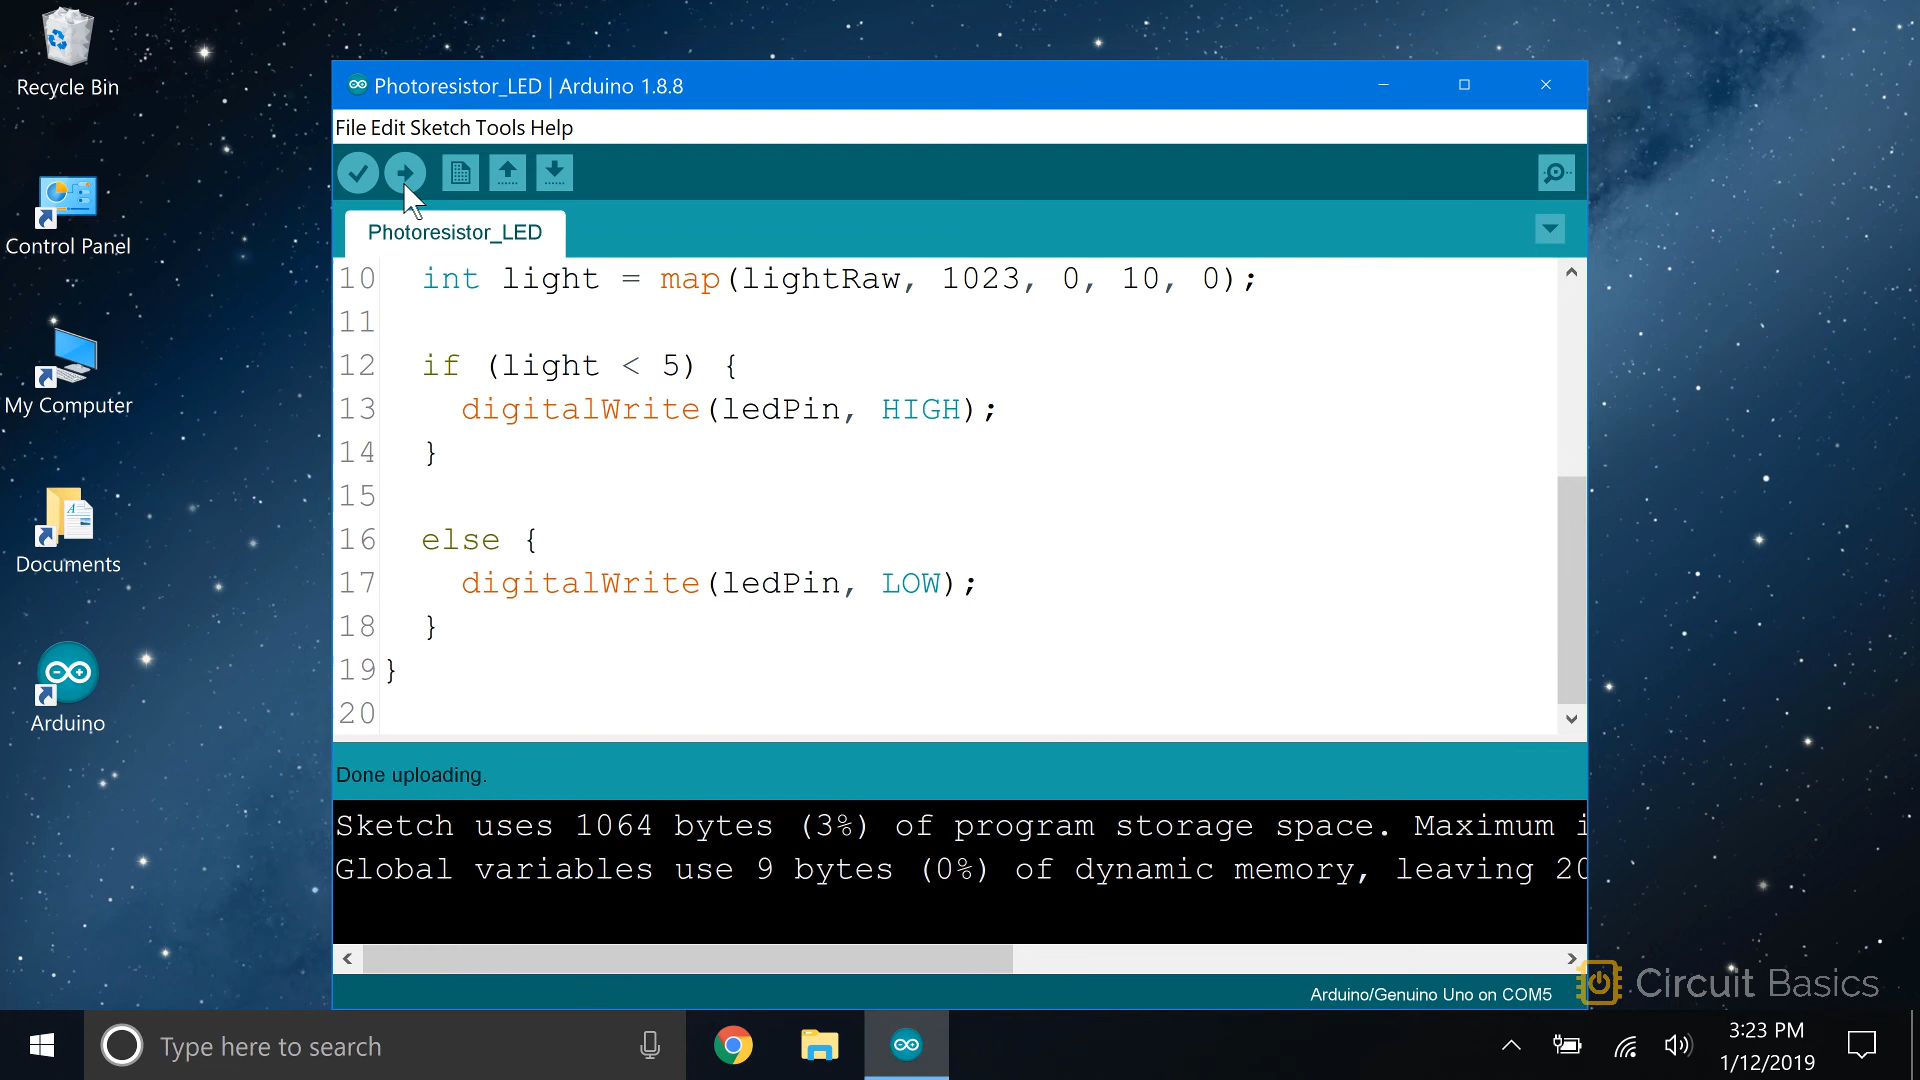 Recycle Bin
Control Panel
My Computer
Documents
Arduino
Photoresistor_LED | Arduino 1.8.8
File Edit Sketch Tools Help
Photoresistor_LED
10 int light = map(lightRaw, 1023, 0, 10, 0);
11
12 if (light < 5) {
13 digitalWrite(ledPin, HIGH);
14 }
15
16 else {
17 digitalWrite(ledPin, LOW);
18 }
19 }
20
Done uploading.
Sketch uses 1064 bytes (3%) of program storage space. Maximum i
Global variables use 9 bytes (0%) of dynamic memory, leaving 20
Arduino/Genuino Uno on COM5
Circuit Basics
Type here to search
3:23 PM
1/12/2019